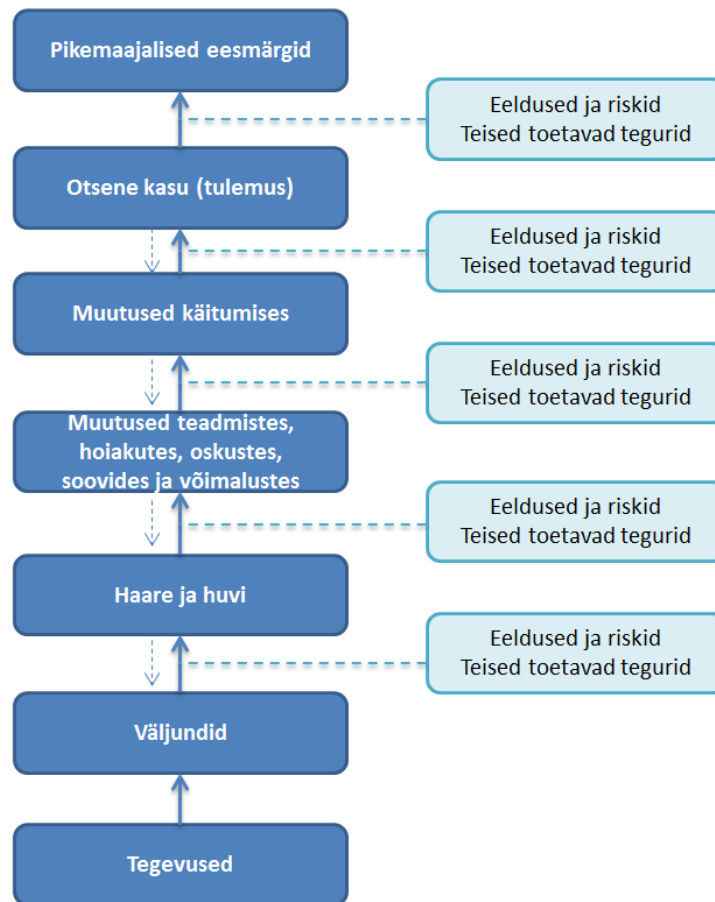 Pikemaajalised eesmärgid
Eeldused ja riskid
Teised toetavad tegurid
Otsene kasu (tulemus)
Eeldused ja riskid
Teised toetavad tegurid
Muutused käitumises
Eeldused ja riskid
Teised toetavad tegurid
Muutused teadmistes,
hoiakutes, oskustes,
soovides ja võimalustes
Eeldused ja riskid
Teised toetavad tegurid
Haare ja huvi
Eeldused ja riskid
Teised toetavad tegurid
Väljundid
Tegevused